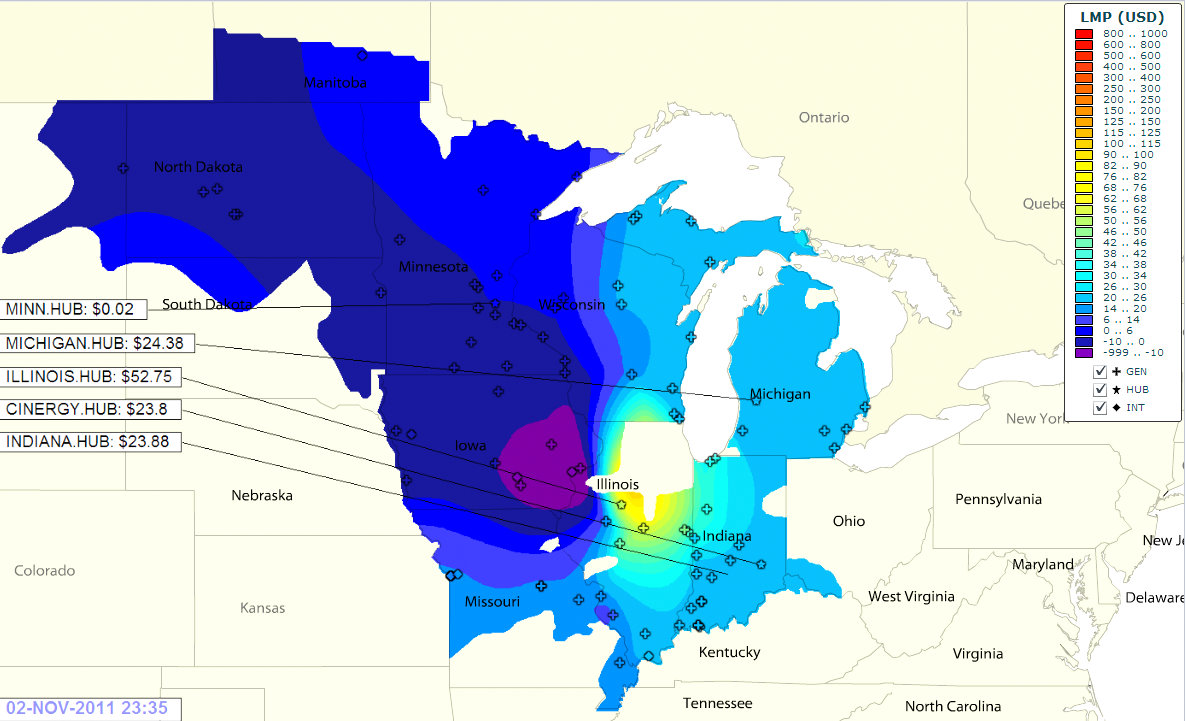 LMP (USD)
800 .. 1000
600 .. 800
500 .. 600
400 .. 500
300 .. 400
250 .. 300
200 .. 250
150 .. 200
125 .. 150
115 .. 125
100 .. 115
90 .. 100
82 .. 90
76 .. 82
68 .. 76
62 .. 68
56 .. 62
50 .. 56
46 .. 50
42 .. 46
38 .. 42
34 .. 38
30 .. 34
26 .. 30
20 .. 26
14 .. 20
6 .. 14
0 .. 6
-10 .. 0
-999 .. -10
GEN
HUB
INT
Manitoba
Ontario
North Dakota
Quebe
Minnesota
South Dakota
Wisconsin
MINN.HUB: $0.02
MICHIGAN.HUB: $24.38
ILLINOIS.HUB: $52.75
CINERGY.HUB: $23.8
INDIANA.HUB: $23.88
Michigan
New York
Iowa
Illinois
Nebraska
Pennsylvania
Ohio
Indiana
New Je
Colorado
Maryland
Kansas
Missouri
West Virginia
Delaware
Kentucky
Virginia
Tennessee
North Carolina
02-NOV-2011 23:35